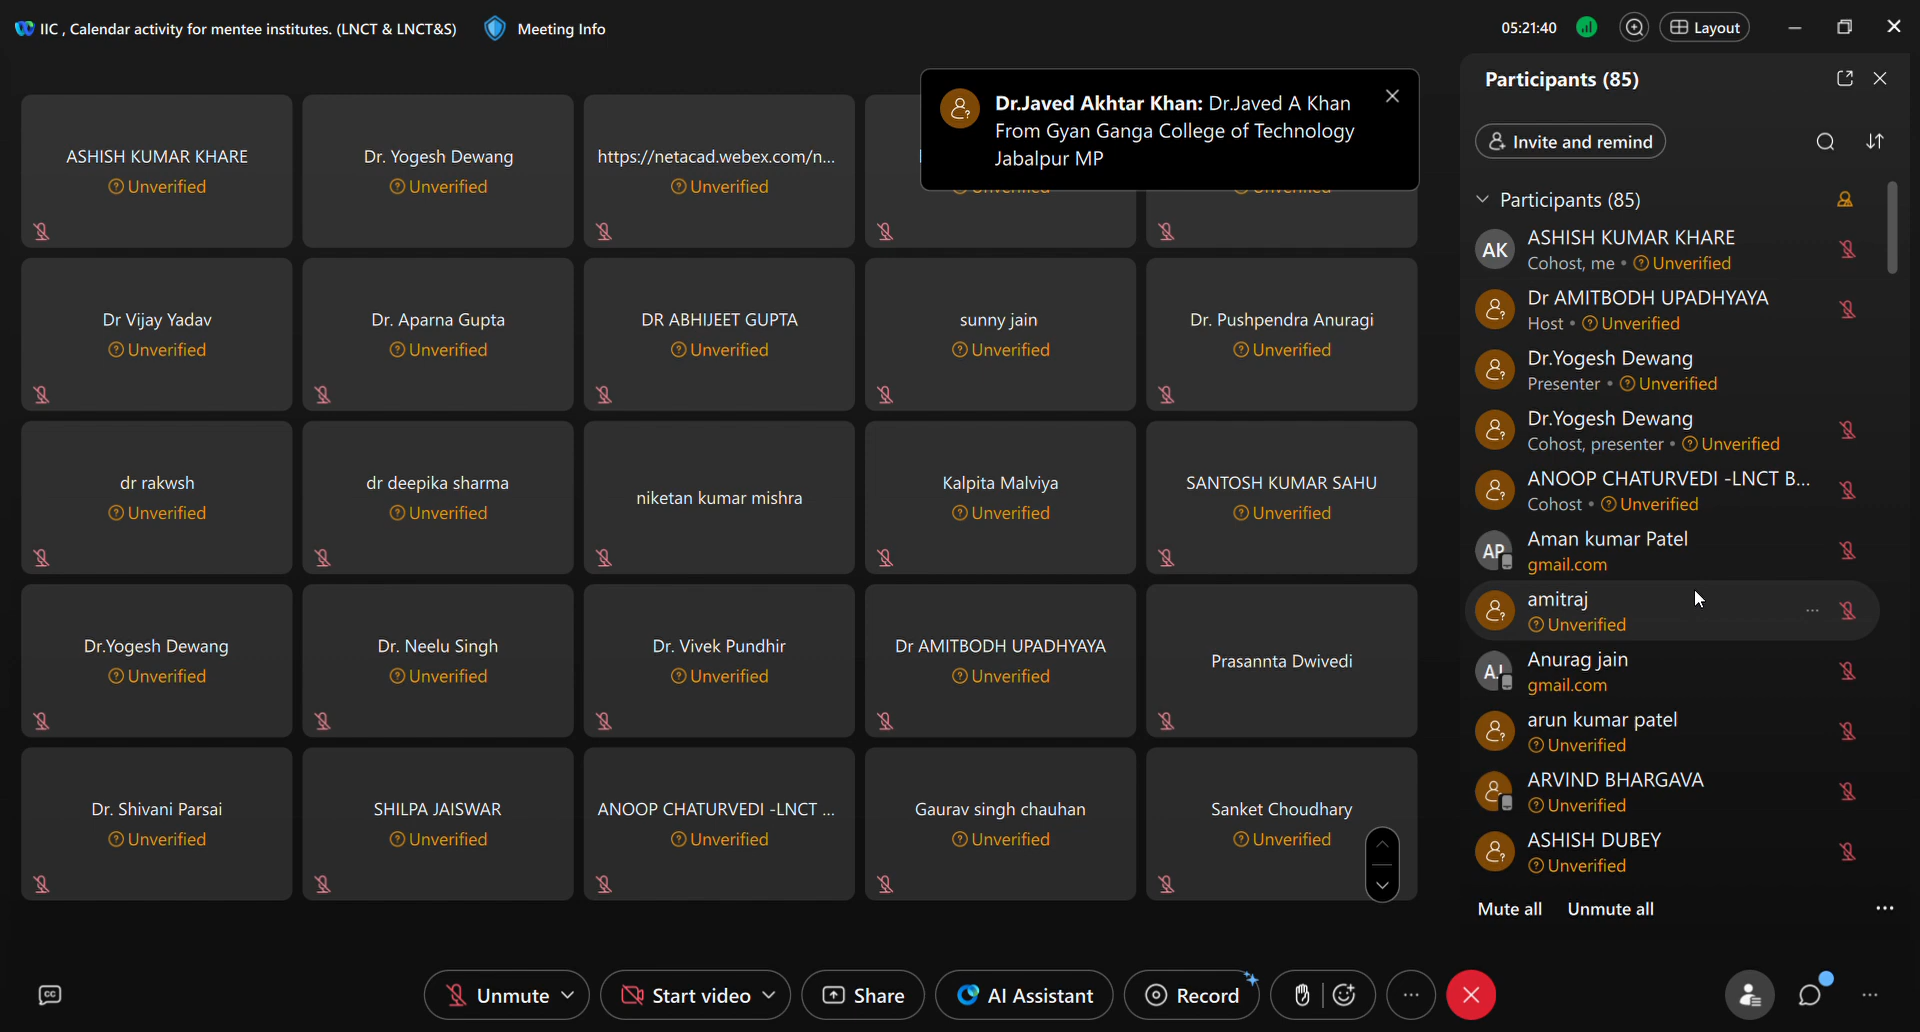 IIC , Calendar activity for mentee institutes. (LNCT & LNCT&S)
Meeting Info
05:21:40
Layout
Dr.Javed Akhtar Khan: Dr.Javed A Khan
From Gyan Ganga College of Technology
Jabalpur MP
ASHISH KUMAR KHARE
Unverified
Dr. Yogesh Dewang
Unverified
https://netacad.webex.com/n...
Unverified
Dr Vijay Yadav
Unverified
Dr. Aparna Gupta
Unverified
DR ABHIJEET GUPTA
Unverified
sunny jain
Unverified
Dr. Pushpendra Anuragi
Unverified
dr rakwsh
Unverified
dr deepika sharma
Unverified
niketan kumar mishra
Kalpita Malviya
Unverified
SANTOSH KUMAR SAHU
Unverified
Dr.Yogesh Dewang
Unverified
Dr. Neelu Singh
Unverified
Dr. Vivek Pundhir
Unverified
Dr AMITBODH UPADHYAYA
Unverified
Prasannta Dwivedi
Dr. Shivani Parsai
Unverified
SHILPA JAISWAR
Unverified
ANOOP CHATURVEDI -LNCT ...
Unverified
Gaurav singh chauhan
Unverified
Sanket Choudhary
Unverified
Participants (85)
Invite and remind
Participants (85)
AK
ASHISH KUMAR KHARE
Cohost, me • Unverified
Dr AMITBODH UPADHYAYA
Host • Unverified
Dr.Yogesh Dewang
Presenter • Unverified
Dr.Yogesh Dewang
Cohost, presenter • Unverified
ANOOP CHATURVEDI -LNCT B...
Cohost • Unverified
AP
Aman kumar Patel
gmail.com
amitraj
Unverified
AJ
Anurag jain
gmail.com
arun kumar patel
Unverified
ARVIND BHARGAVA
Unverified
ASHISH DUBEY
Unverified
Mute all
Unmute all
CC
Unmute
Start video
Share
AI Assistant
Record